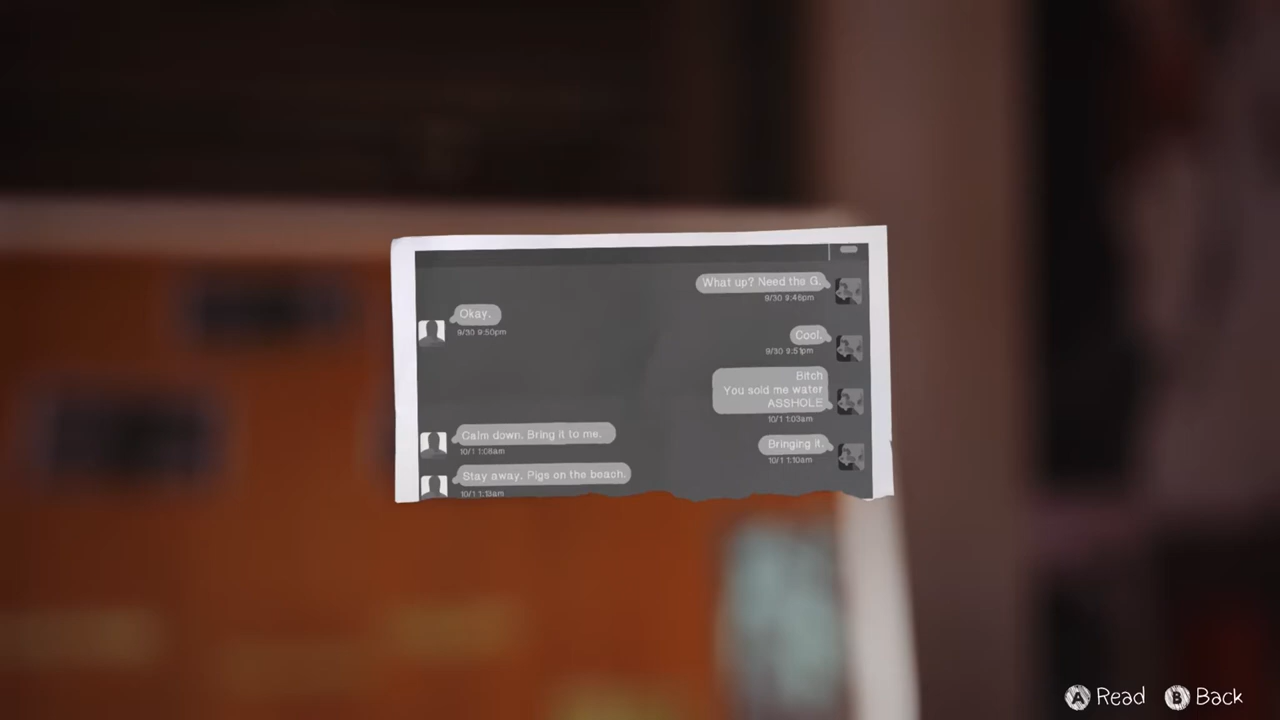 What up? Need the G.
9/30 9:46pm
Okay.
9/30 9:50pm
Cool.
9/30 9:51pm
Bitch
You sold me water
ASSHOLE
10/1 1:03am
Calm down. Bring it to me.
10/1 1:08am
Bringing it.
10/1 1:10am
Stay away. Pigs on the beach.
10/1 1:13am
A Read B Back